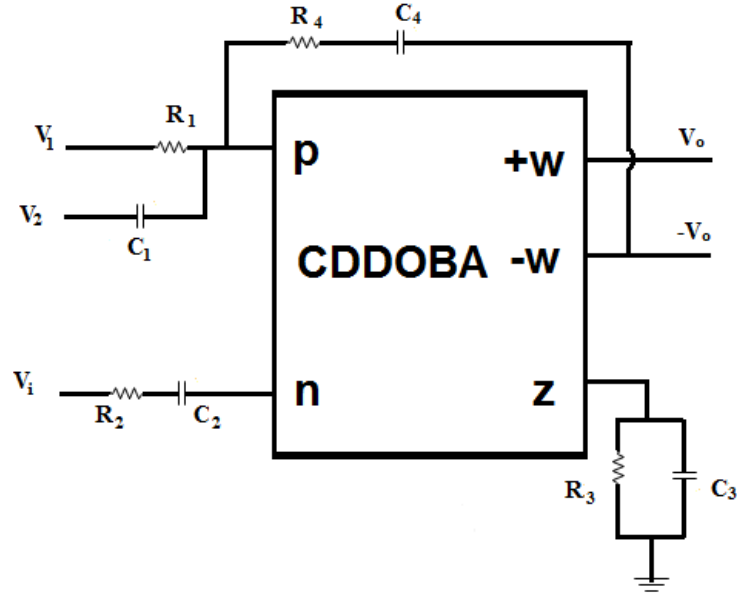 R₄
C₄
R₁
V₁
p
+w
Vₒ
V₂
C₁
CDDOBA
-w
-Vₒ
Vᵢ
n
z
R₂
C₂
R₃
C₃